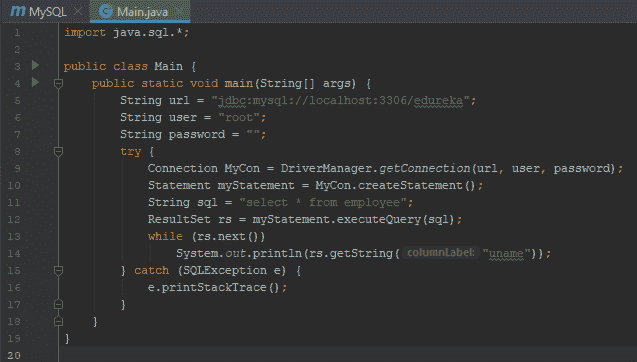 MySQL Main.java
1 import java.sql.*;
2
3 public class Main {
4 public static void main(String[] args) {
5 String url = "jdbc:mysql://localhost:3306/edureka";
6 String user = "root";
7 String password = "";
8 try {
9 Connection MyCon = DriverManager.getConnection(url, user, password);
10 Statement myStatement = MyCon.createStatement();
11 String sql = "select * from employee";
12 ResultSet rs = myStatement.executeQuery(sql);
13 while (rs.next())
14 System.out.println(rs.getString( columnLabel: "uname"));
15 } catch (SQLException e) {
16 e.printStackTrace();
17 }
18 }
19 }
20